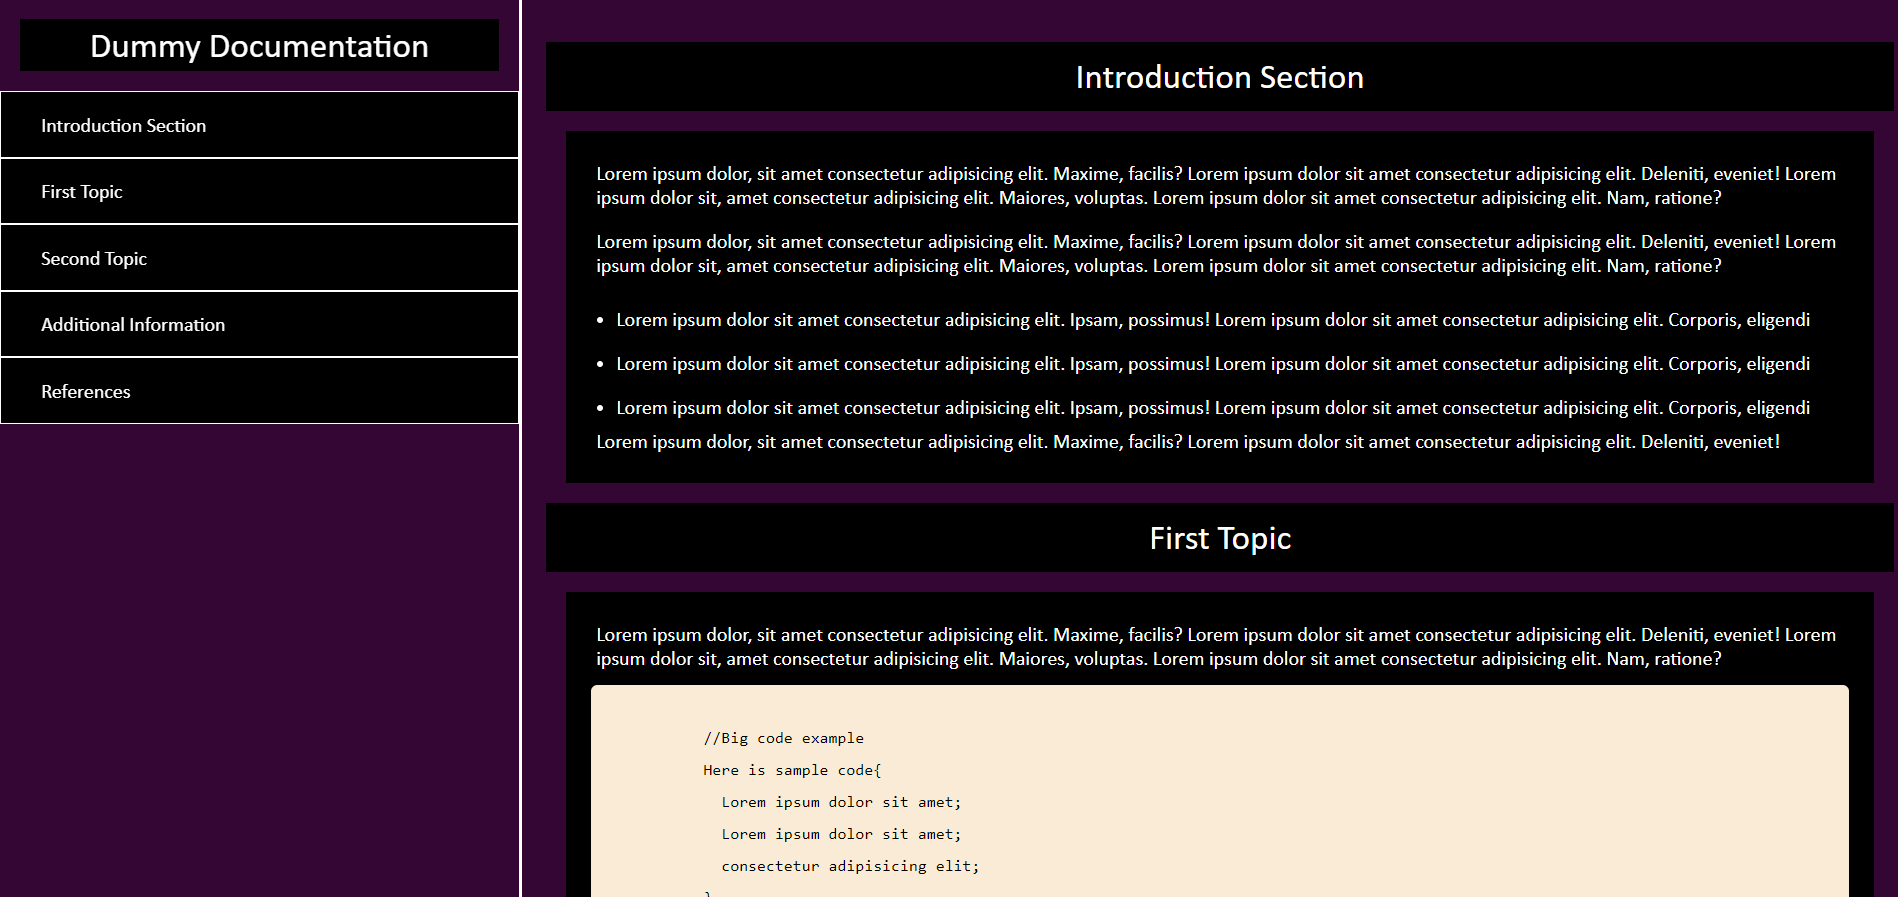 Dummy Documentation
Introduction Section
First Topic
Second Topic
Additional Information
References
Introduction Section
Lorem ipsum dolor, sit amet consectetur adipisicing elit. Maxime, facilis? Lorem ipsum dolor sit amet consectetur adipisicing elit. Deleniti, eveniet! Lorem
ipsum dolor sit, amet consectetur adipisicing elit. Maiores, voluptas. Lorem ipsum dolor sit amet consectetur adipisicing elit. Nam, ratione?
Lorem ipsum dolor, sit amet consectetur adipisicing elit. Maxime, facilis? Lorem ipsum dolor sit amet consectetur adipisicing elit. Deleniti, eveniet! Lorem
ipsum dolor sit, amet consectetur adipisicing elit. Maiores, voluptas. Lorem ipsum dolor sit amet consectetur adipisicing elit. Nam, ratione?
• Lorem ipsum dolor sit amet consectetur adipisicing elit. Ipsam, possimus! Lorem ipsum dolor sit amet consectetur adipisicing elit. Corporis, eligendi
• Lorem ipsum dolor sit amet consectetur adipisicing elit. Ipsam, possimus! Lorem ipsum dolor sit amet consectetur adipisicing elit. Corporis, eligendi
• Lorem ipsum dolor sit amet consectetur adipisicing elit. Ipsam, possimus! Lorem ipsum dolor sit amet consectetur adipisicing elit. Corporis, eligendi
Lorem ipsum dolor, sit amet consectetur adipisicing elit. Maxime, facilis? Lorem ipsum dolor sit amet consectetur adipisicing elit. Deleniti, eveniet!
First Topic
Lorem ipsum dolor, sit amet consectetur adipisicing elit. Maxime, facilis? Lorem ipsum dolor sit amet consectetur adipisicing elit. Deleniti, eveniet! Lorem
ipsum dolor sit, amet consectetur adipisicing elit. Maiores, voluptas. Lorem ipsum dolor sit amet consectetur adipisicing elit. Nam, ratione?
//Big code example
Here is sample code{
Lorem ipsum dolor sit amet;
Lorem ipsum dolor sit amet;
consectetur adipisicing elit;
}